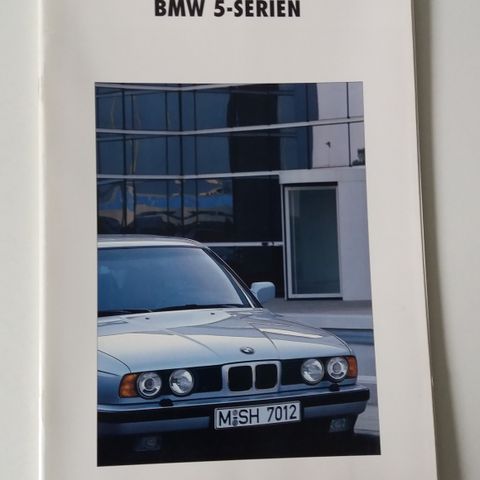 BMW 5-SERIEN
M SH 7012